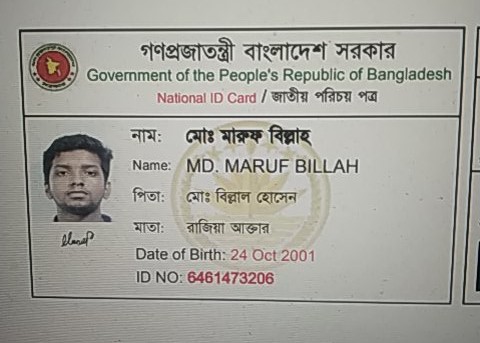 গণপ্রজাতন্ত্রী বাংলাদেশ সরকার
Government of the People's Republic of Bangladesh
National ID Card / জাতীয় পরিচয় পত্র
নাম: মোঃ মারুফ বিল্লাহ
Name: MD. MARUF BILLAH
পিতা: মোঃ বিল্লাল হোসেন
মাতা: রাজিয়া আক্তার
Date of Birth: 24 Oct 2001
ID NO: 6461473206